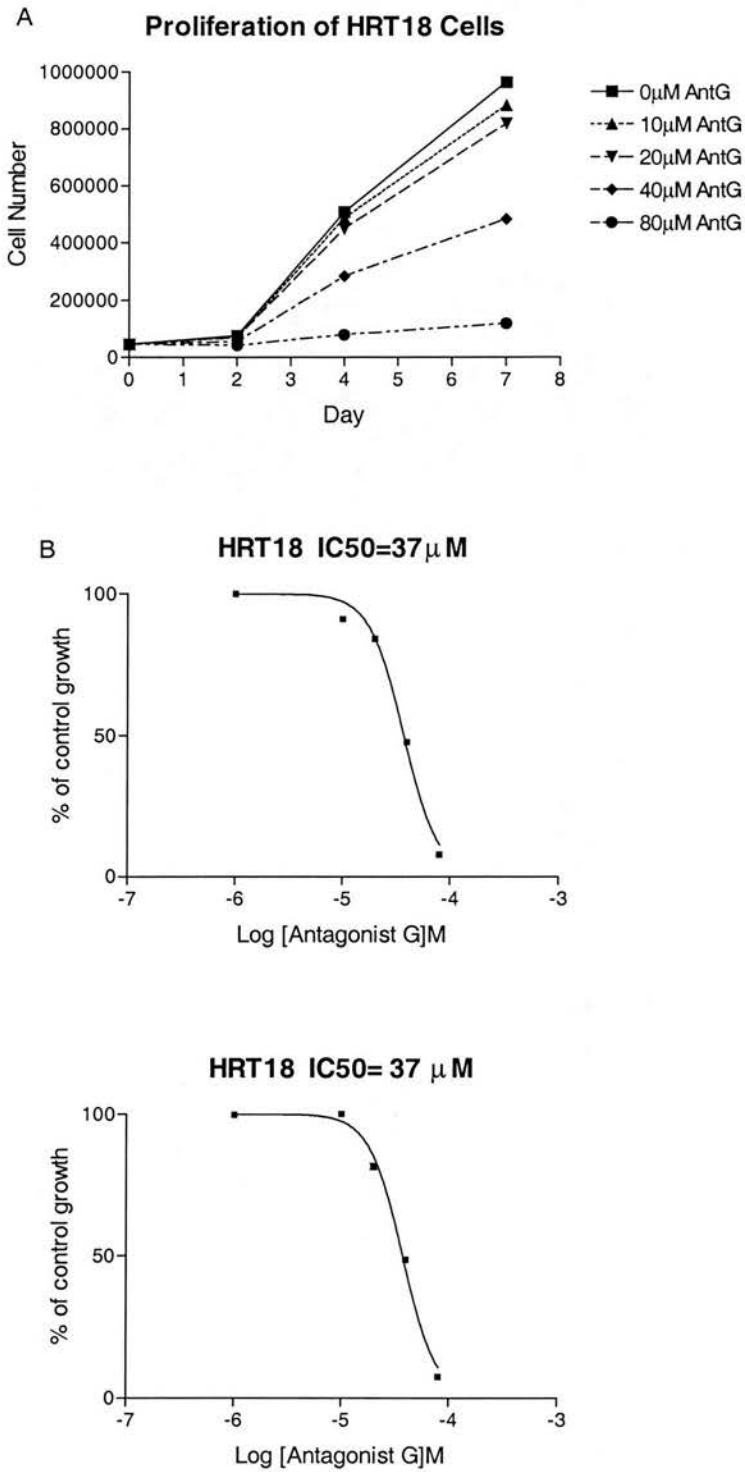 A
Proliferation of HRT18 Cells
1000000
800000
600000
400000
200000
0
Cell Number
0 1 2 3 4 5 6 7 8
Day
0μM AntG
10μM AntG
20μM AntG
40μM AntG
80μM AntG
B
HRT18 IC50=37μM
100
50
0
% of control growth
-7 -6 -5 -4 -3
Log [Antagonist G]M
HRT18 IC50= 37 μM
100
50
0
% of control growth
-7 -6 -5 -4 -3
Log [Antagonist G]M